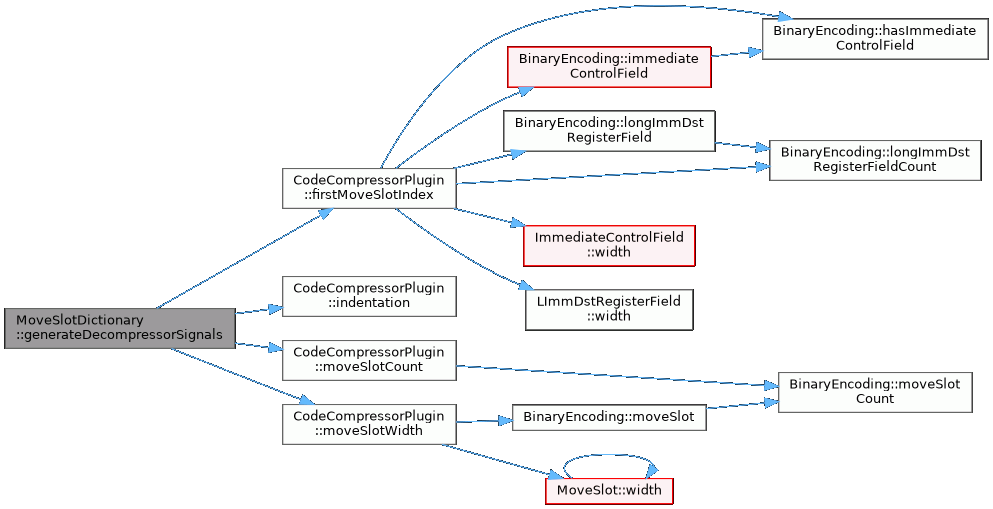 BinaryEncoding::hasImmediate
ControlField
BinaryEncoding::immediate
ControlField
BinaryEncoding::longImmDst
RegisterField
BinaryEncoding::longImmDst
RegisterFieldCount
CodeCompressorPlugin
::firstMoveSlotIndex
ImmediateControlField
::width
CodeCompressorPlugin
::indentation
LImmDstRegisterField
::width
MoveSlotDictionary
::generateDecompressorSignals
CodeCompressorPlugin
::moveSlotCount
BinaryEncoding::moveSlot
Count
CodeCompressorPlugin
::moveSlotWidth
BinaryEncoding::moveSlot
MoveSlot::width